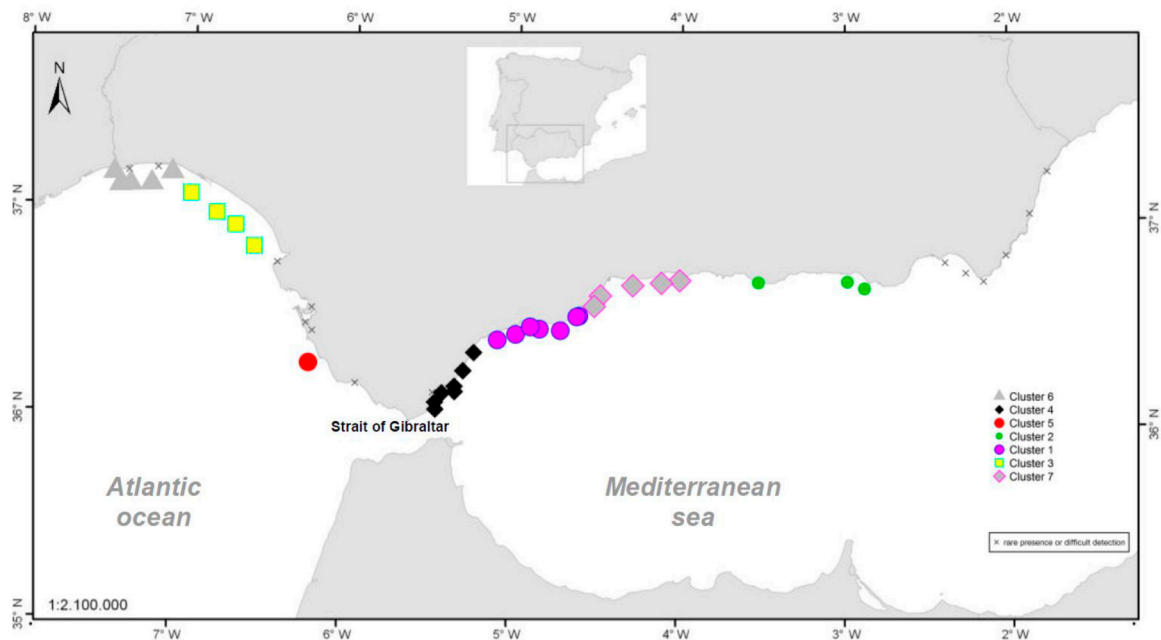 8° W 7° W 6° W 5° W 4° W 3° W 2° W
N
37° N
37° N
36° N
36° N
Strait of Gibraltar
Cluster 6
Cluster 4
Cluster 5
Cluster 2
Cluster 1
Cluster 3
Cluster 7
Atlantic
ocean
Mediterranean
sea
× rare presence or difficult detection
1:2.100.000
35° N
35° N
7° W 6° W 5° W 4° W 3° W 2° W